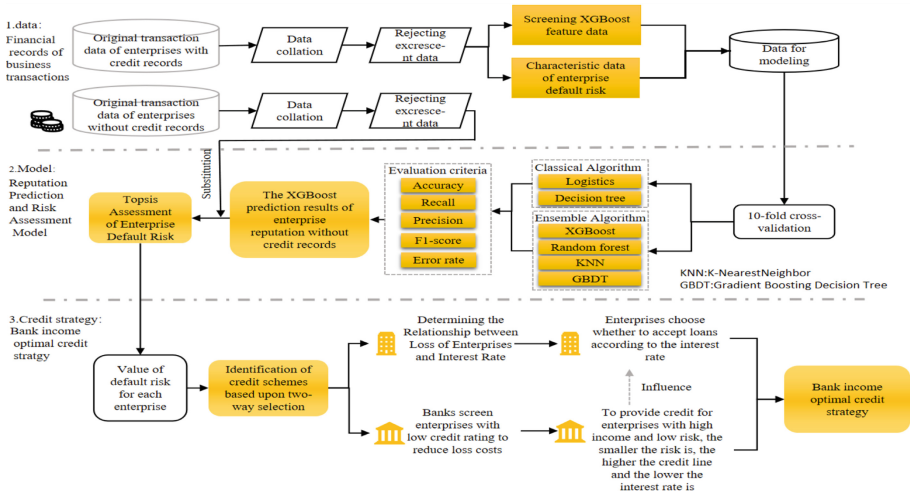 1.data:
Financial
records of
business
transactions
Original transaction
data of enterprises with
credit records
Data
collation
Rejecting
excresce-
nt data
Screening XGBoost
feature data
Characteristic data
of enterprise
default risk
Data for
modeling
Original transaction
data of enterprises
without credit records
Data
collation
Rejecting
excresce-
nt data
Substitution
2.Model:
Reputation
Prediction
and Risk
Assessment
Model
Topsis
Assessment
of Enterprise
Default Risk
The XGBoost
prediction results of
enterprise
reputation without
credit records
Evaluation criteria
Accuracy
Recall
Precision
F1-score
Error rate
Classical Algorithm
Logistics
Decision tree
Ensemble Algorithm
XGBoost
Random forest
KNN
GBDT
10-fold cross-
validation
KNN:K-NearestNeighbor
GBDT:Gradient Boosting Decision Tree
3.Credit strategy:
Bank income
optimal credit
stratgy
Value of
default risk
for each
enterprise
Identification of
credit schemes
based upon two-
way selection
Determining the
Relationship between
Loss of Enterprises
and Interest Rate
Enterprises choose
whether to accept loans
according to the interest
rate
Influence
Banks screen
enterprises with
low credit rating to
reduce loss costs
To provide credit for
enterprises with high
income and low risk, the
smaller the risk is, the
higher the credit line
and the lower the
interest rate is
Bank income
optimal credit
strategy